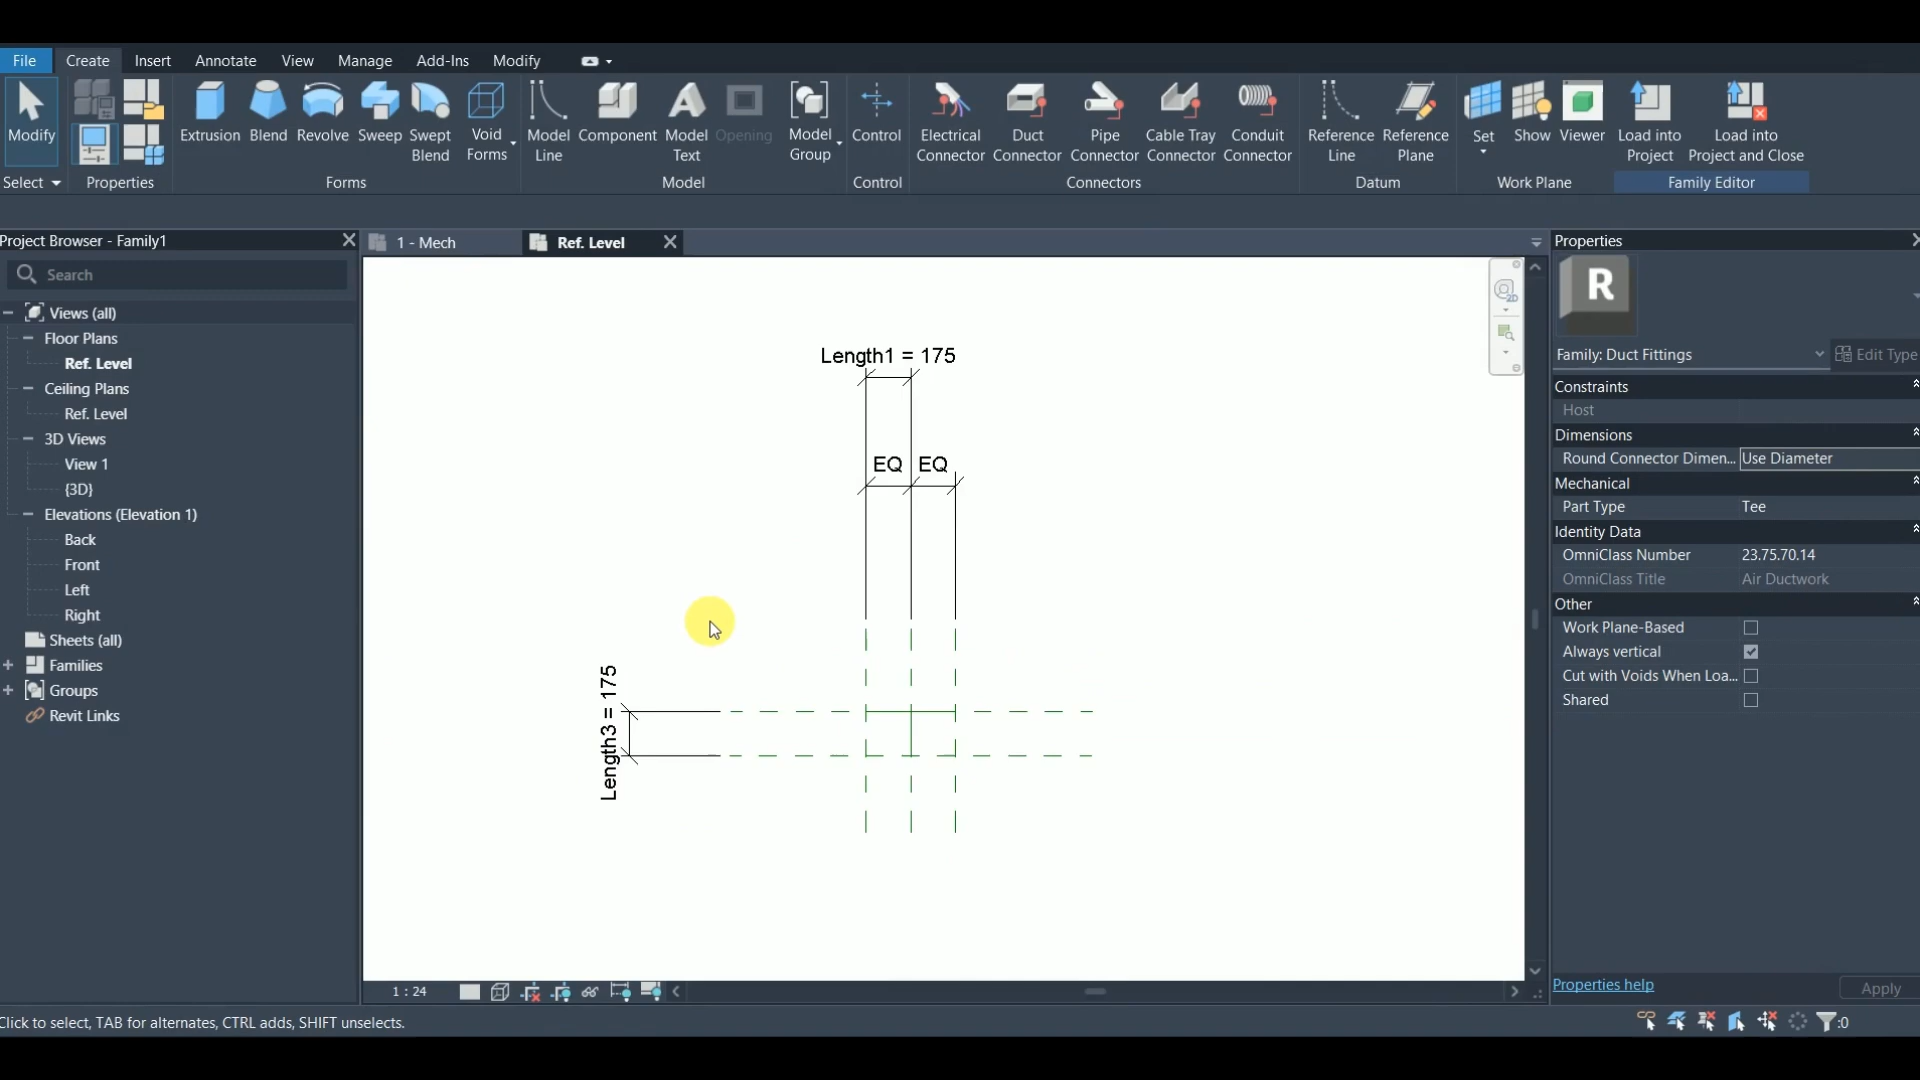 File Create Insert Annotate View Manage Add-Ins Modify
Modify
Extrusion Blend Revolve Sweep Swept Blend Void Forms
Model Line Component Model Text Opening Model Group
Control
Electrical Connector Duct Connector Pipe Connector Cable Tray Connector Conduit Connector
Reference Line Reference Plane
Set Show Viewer
Load into Project Load into Project and Close
Select Properties Forms Model Control Connectors Datum Work Plane Family Editor
Project Browser - Family1
Search
Views (all)
Floor Plans
Ref. Level
Ceiling Plans
Ref. Level
3D Views
View 1
{3D}
Elevations (Elevation 1)
Back
Front
Left
Right
Sheets (all)
Families
Groups
Revit Links
1 - Mech
Ref. Level
Length1 = 175
EQ EQ
Length3 = 175
2D
1 : 24
Properties
R
Family: Duct Fittings
Edit Type
Constraints
Host
Dimensions
Round Connector Dimen... Use Diameter
Mechanical
Part Type Tee
Identity Data
OmniClass Number 23.75.70.14
OmniClass Title Air Ductwork
Other
Work Plane-Based
Always vertical
Cut with Voids When Loa...
Shared
Properties help
Apply
Click to select, TAB for alternates, CTRL adds, SHIFT unselects.
:0